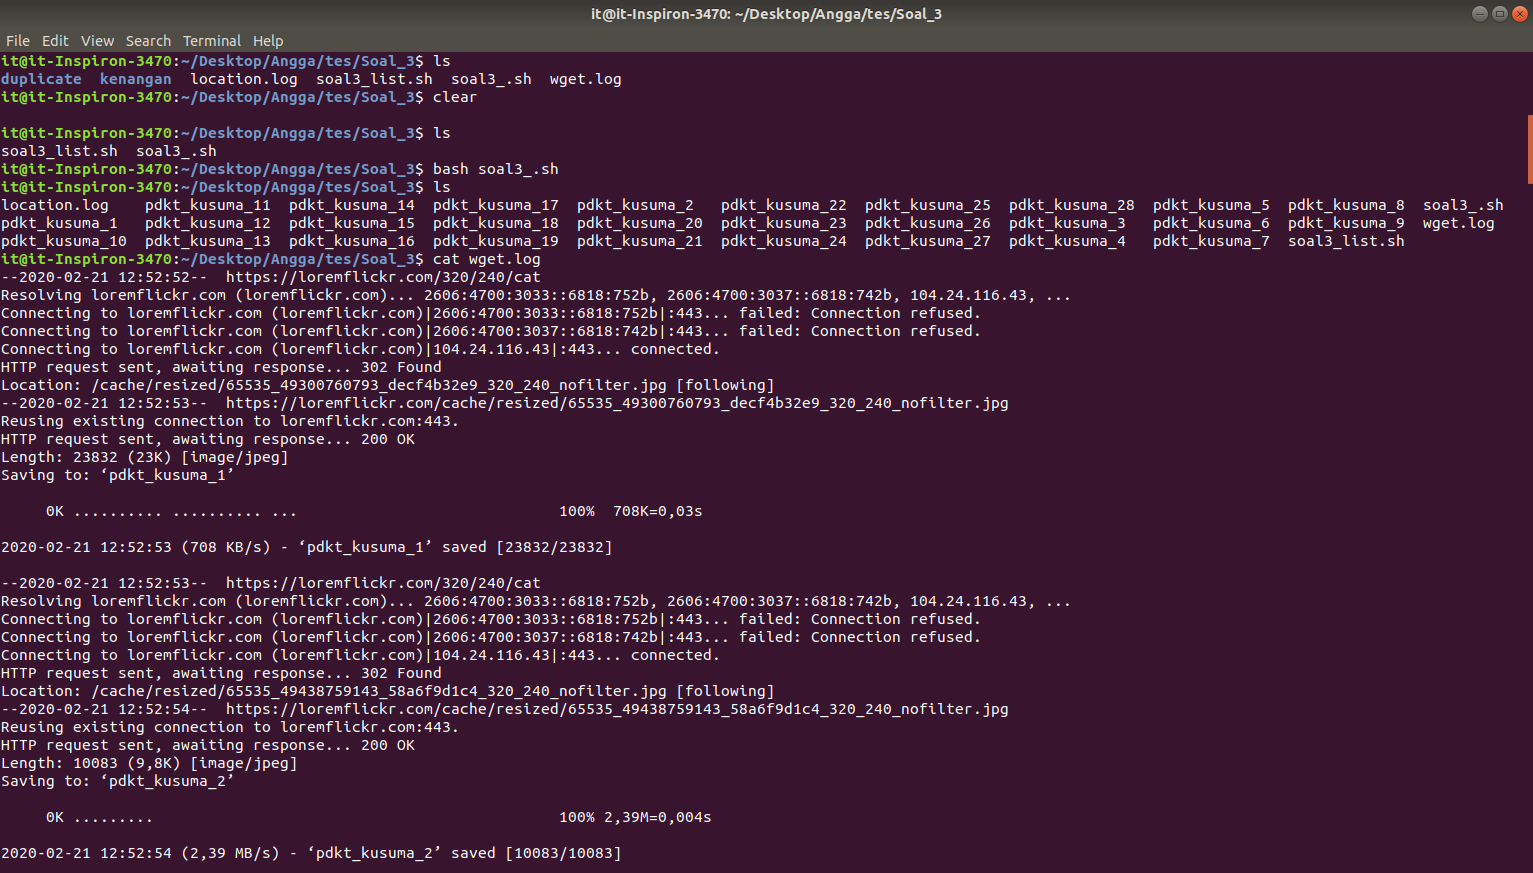 it@it-Inspiron-3470: ~/Desktop/Angga/tes/Soal_3
File Edit View Search Terminal Help
it@it-Inspiron-3470:~/Desktop/Angga/tes/Soal_3$ ls
duplicate  kenangan  location.log  soal3_list.sh  soal3_.sh  wget.log
it@it-Inspiron-3470:~/Desktop/Angga/tes/Soal_3$ clear
it@it-Inspiron-3470:~/Desktop/Angga/tes/Soal_3$ ls
soal3_list.sh  soal3_.sh
it@it-Inspiron-3470:~/Desktop/Angga/tes/Soal_3$ bash soal3_.sh
it@it-Inspiron-3470:~/Desktop/Angga/tes/Soal_3$ ls
location.log    pdkt_kusuma_11  pdkt_kusuma_14  pdkt_kusuma_17  pdkt_kusuma_2   pdkt_kusuma_22  pdkt_kusuma_25  pdkt_kusuma_28  pdkt_kusuma_5  pdkt_kusuma_8  soal3_.sh
pdkt_kusuma_1   pdkt_kusuma_12  pdkt_kusuma_15  pdkt_kusuma_18  pdkt_kusuma_20  pdkt_kusuma_23  pdkt_kusuma_26  pdkt_kusuma_3   pdkt_kusuma_6  pdkt_kusuma_9  wget.log
pdkt_kusuma_10  pdkt_kusuma_13  pdkt_kusuma_16  pdkt_kusuma_19  pdkt_kusuma_21  pdkt_kusuma_24  pdkt_kusuma_27  pdkt_kusuma_4   pdkt_kusuma_7  soal3_list.sh
it@it-Inspiron-3470:~/Desktop/Angga/tes/Soal_3$ cat wget.log
--2020-02-21 12:52:52--  https://loremflickr.com/320/240/cat
Resolving loremflickr.com (loremflickr.com)... 2606:4700:3033::6818:752b, 2606:4700:3037::6818:742b, 104.24.116.43, ...
Connecting to loremflickr.com (loremflickr.com)|2606:4700:3033::6818:752b|:443... failed: Connection refused.
Connecting to loremflickr.com (loremflickr.com)|2606:4700:3037::6818:742b|:443... failed: Connection refused.
Connecting to loremflickr.com (loremflickr.com)|104.24.116.43|:443... connected.
HTTP request sent, awaiting response... 302 Found
Location: /cache/resized/65535_49300760793_decf4b32e9_320_240_nofilter.jpg [following]
--2020-02-21 12:52:53--  https://loremflickr.com/cache/resized/65535_49300760793_decf4b32e9_320_240_nofilter.jpg
Reusing existing connection to loremflickr.com:443.
HTTP request sent, awaiting response... 200 OK
Length: 23832 (23K) [image/jpeg]
Saving to: ‘pdkt_kusuma_1’
0K .......... .......... ...                             100%  708K=0,03s
2020-02-21 12:52:53 (708 KB/s) - ‘pdkt_kusuma_1’ saved [23832/23832]
--2020-02-21 12:52:53--  https://loremflickr.com/320/240/cat
Resolving loremflickr.com (loremflickr.com)... 2606:4700:3033::6818:752b, 2606:4700:3037::6818:742b, 104.24.116.43, ...
Connecting to loremflickr.com (loremflickr.com)|2606:4700:3033::6818:752b|:443... failed: Connection refused.
Connecting to loremflickr.com (loremflickr.com)|2606:4700:3037::6818:742b|:443... failed: Connection refused.
Connecting to loremflickr.com (loremflickr.com)|104.24.116.43|:443... connected.
HTTP request sent, awaiting response... 302 Found
Location: /cache/resized/65535_49438759143_58a6f9d1c4_320_240_nofilter.jpg [following]
--2020-02-21 12:52:54--  https://loremflickr.com/cache/resized/65535_49438759143_58a6f9d1c4_320_240_nofilter.jpg
Reusing existing connection to loremflickr.com:443.
HTTP request sent, awaiting response... 200 OK
Length: 10083 (9,8K) [image/jpeg]
Saving to: ‘pdkt_kusuma_2’
0K .........                                             100% 2,39M=0,004s
2020-02-21 12:52:54 (2,39 MB/s) - ‘pdkt_kusuma_2’ saved [10083/10083]